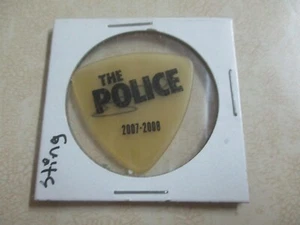 THE
POLICE
2007-2008
Sting